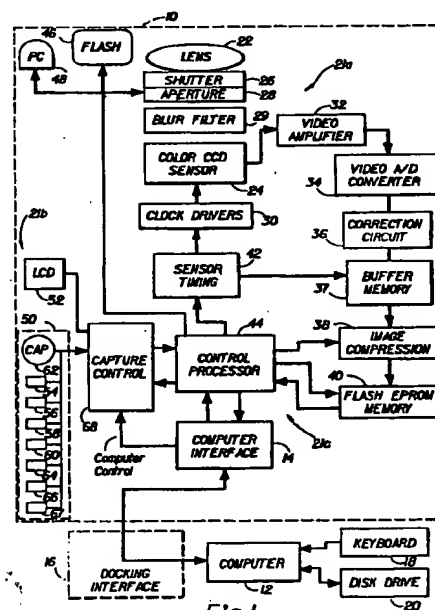 10
46
FLASH
LENS
22
PC
48
SHUTTER
26
APERTURE
28
21a
32
BLUR FILTER
29
VIDEO
AMPLIFIER
COLOR CCD
SENSOR
24
34
VIDEO A/D
CONVERTER
21b
CLOCK DRIVERS
30
36
CORRECTION
CIRCUIT
42
SENSOR
TIMING
BUFFER
MEMORY
37
LCD
52
44
38
IMAGE
COMPRESSION
50
CAP
CAPTURE
CONTROL
CONTROL
PROCESSOR
40
FLASH EPROM
MEMORY
62
54
56
58
60
64
66
67
68
21c
Computer
Control
COMPUTER
INTERFACE
14
16
DOCKING
INTERFACE
COMPUTER
12
KEYBOARD
18
DISK DRIVE
20